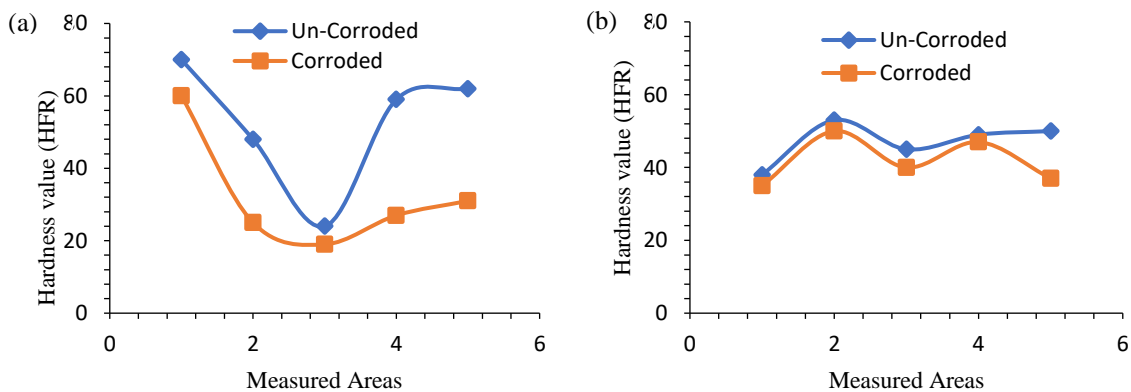 (a)
Hardness value (HFR)
80
60
40
20
0
0 2 4 6
Un-Corroded
Corroded
Measured Areas
(b)
Hardness value (HFR)
80
60
40
20
0
0 2 4 6
Un-Corroded
Corroded
Measured Areas